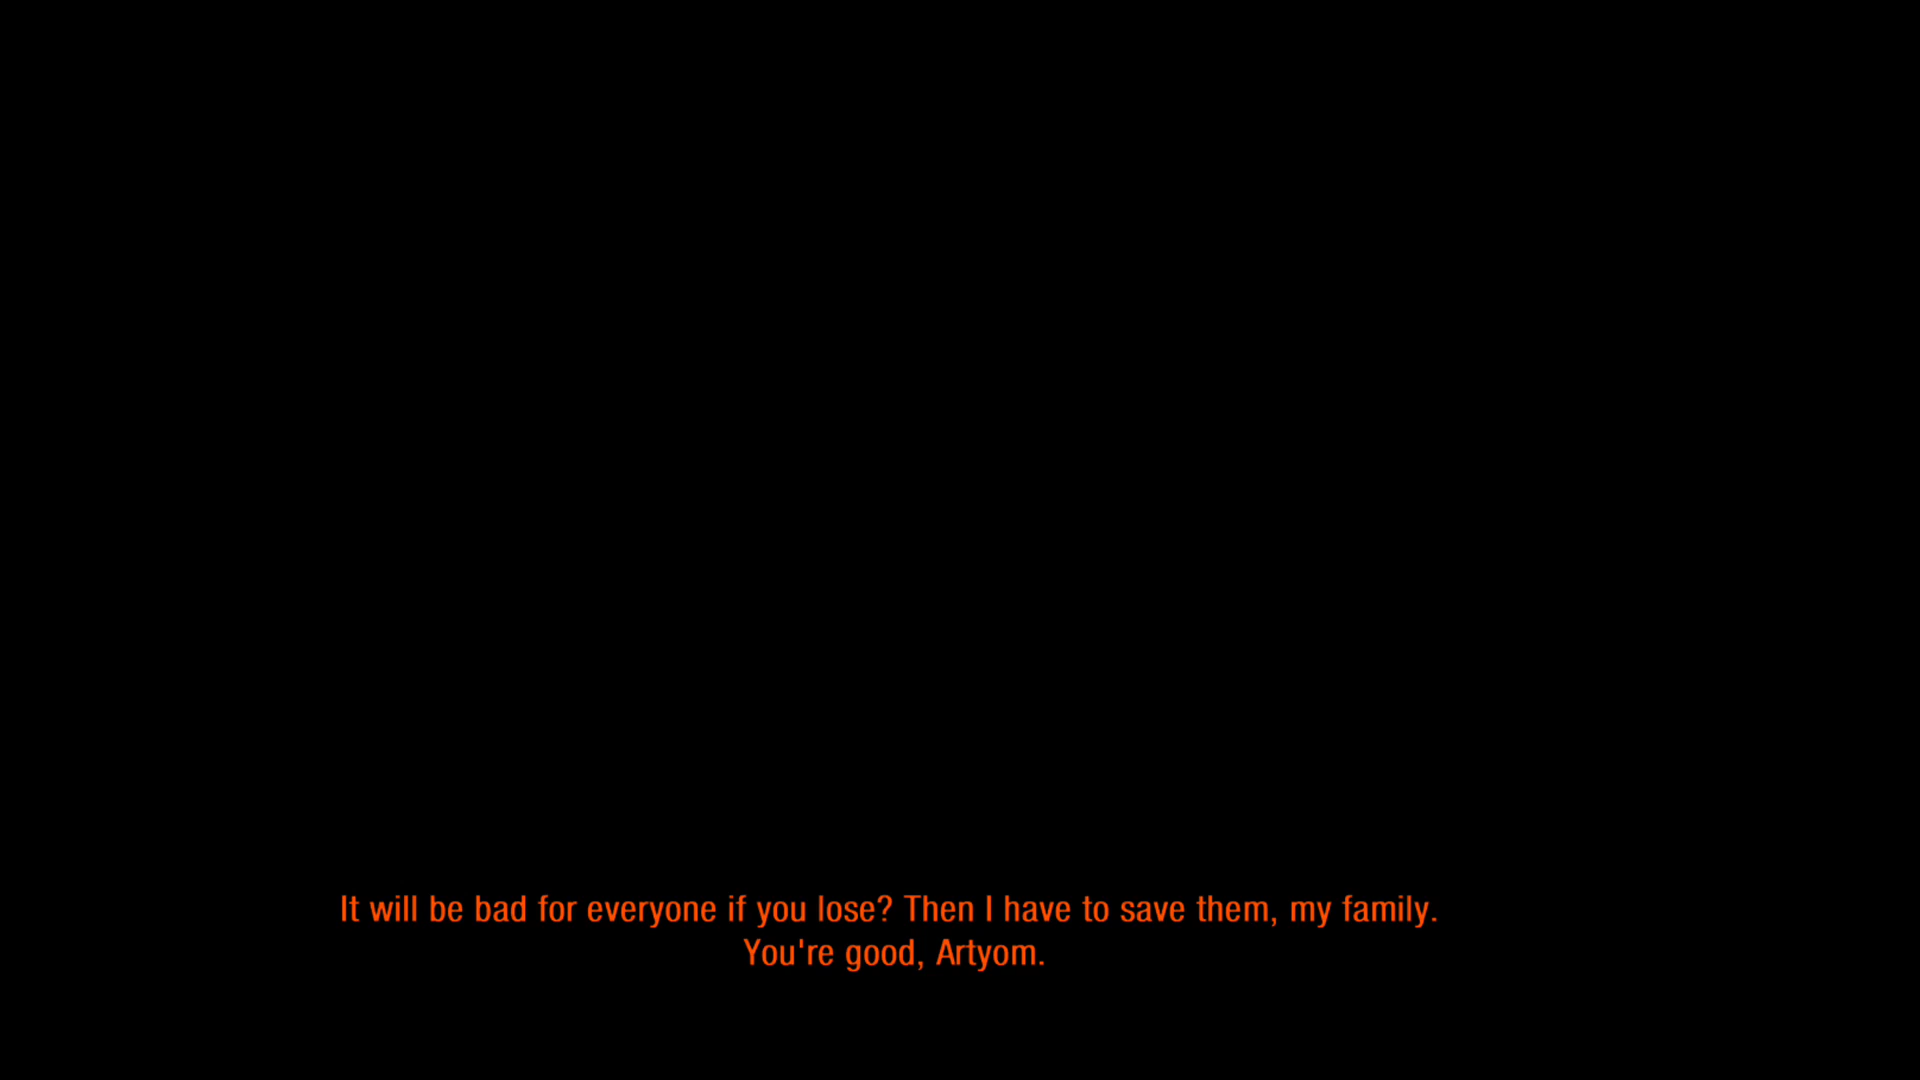 It will be bad for everyone if you lose? Then I have to save them, my family.
You're good, Artyom.